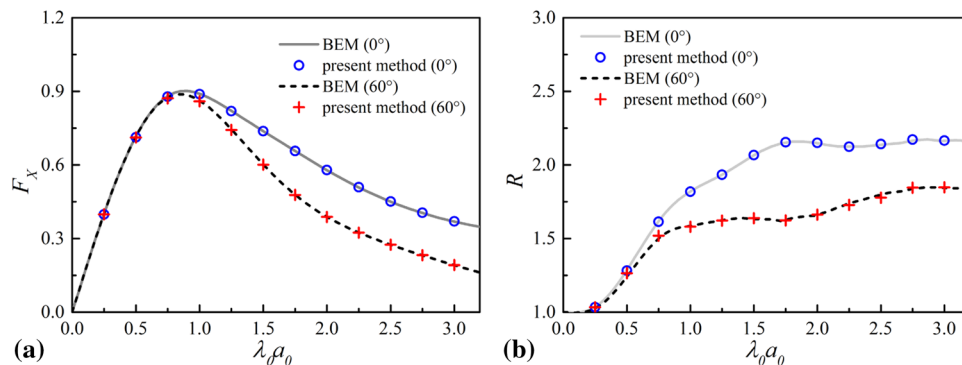 BEM (0°)
present method (0°)
BEM (60°)
present method (60°)
1.2
0.9
0.6
0.3
0.0
F_X
0.0 0.5 1.0 1.5 2.0 2.5 3.0
λ₀a₀
(a)
BEM (0°)
present method (0°)
BEM (60°)
present method (60°)
3.0
2.5
2.0
1.5
1.0
R
0.0 0.5 1.0 1.5 2.0 2.5 3.0
λ₀a₀
(b)